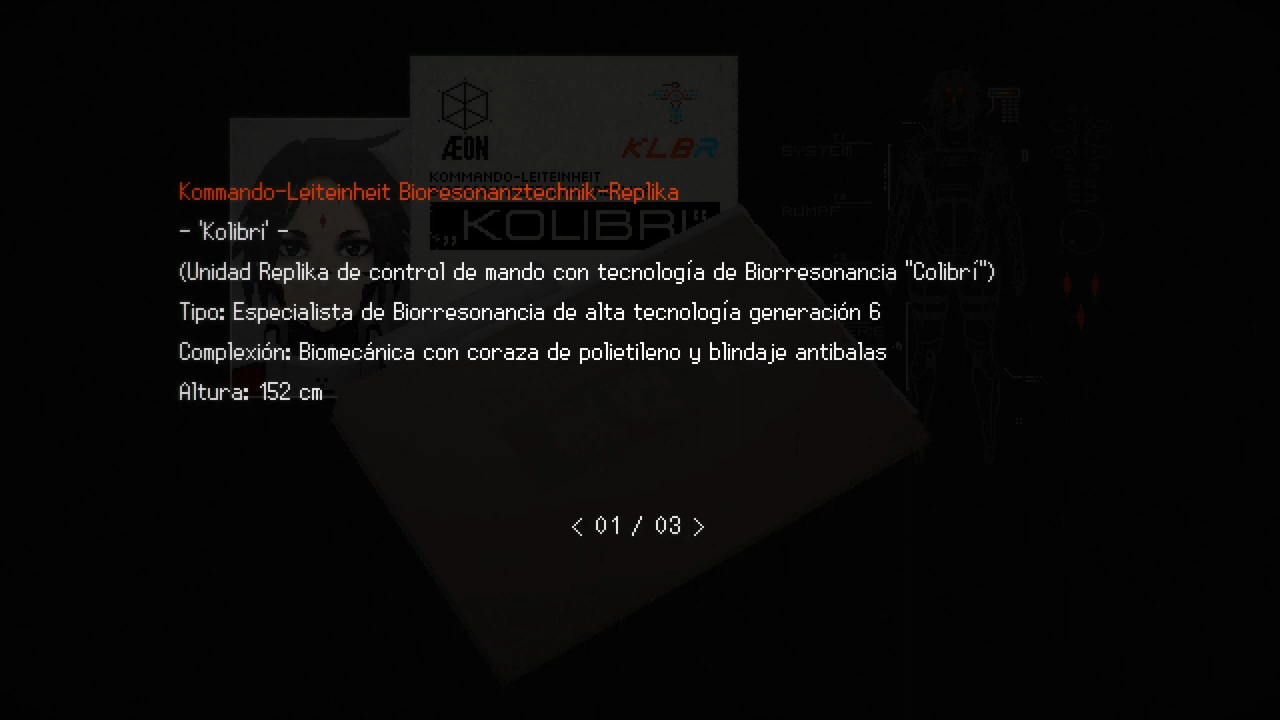 ÆON
KLBR
KOMMANDO-LEITEINHEIT
Kommando-Leiteinheit Bioresonanztechnik-Replika
„KOLIBRI“
- 'Kolibri' -
(Unidad Replika de control de mando con tecnología de Biorresonancia "Colibrí")
Tipo: Especialista de Biorresonancia de alta tecnología generación 6
Complexión: Biomecánica con coraza de polietileno y blindaje antibalas
Altura: 152 cm
SYSTEM
RUMPF
< 01 / 03 >